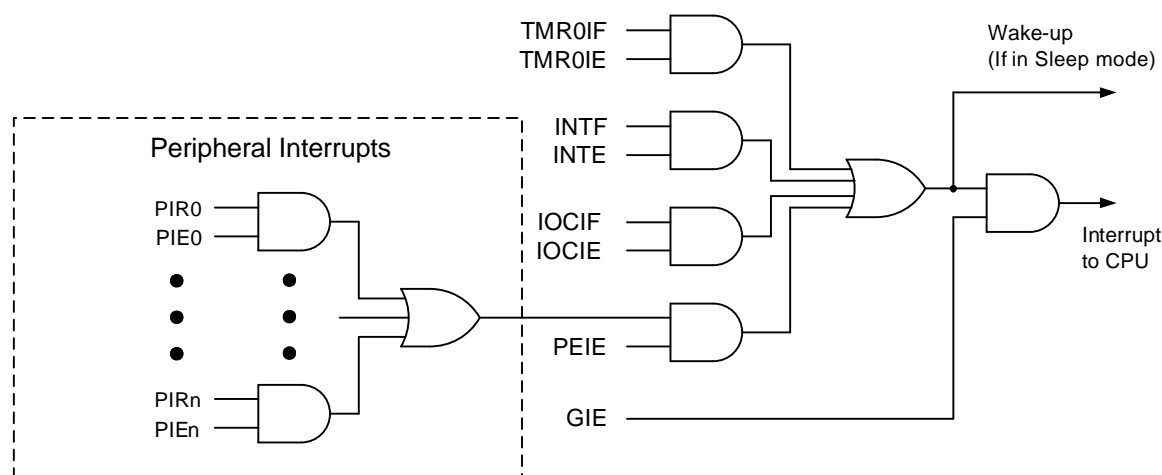 TMR0IF
TMR0IE
Wake-up
(If in Sleep mode)
INTF
INTE
Peripheral Interrupts
PIR0
PIE0
IOCIF
IOCIE
Interrupt
to CPU
PEIE
PIRn
PIEn
GIE